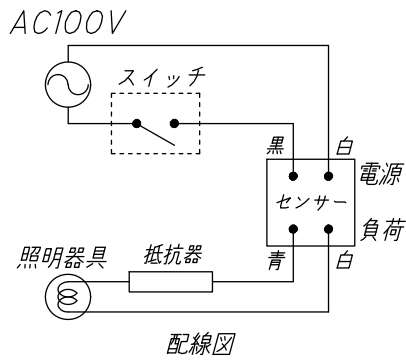 AC100V
スイッチ
黒
白
電源
センサー
負荷
青
白
照明器具
抵抗器
配線図